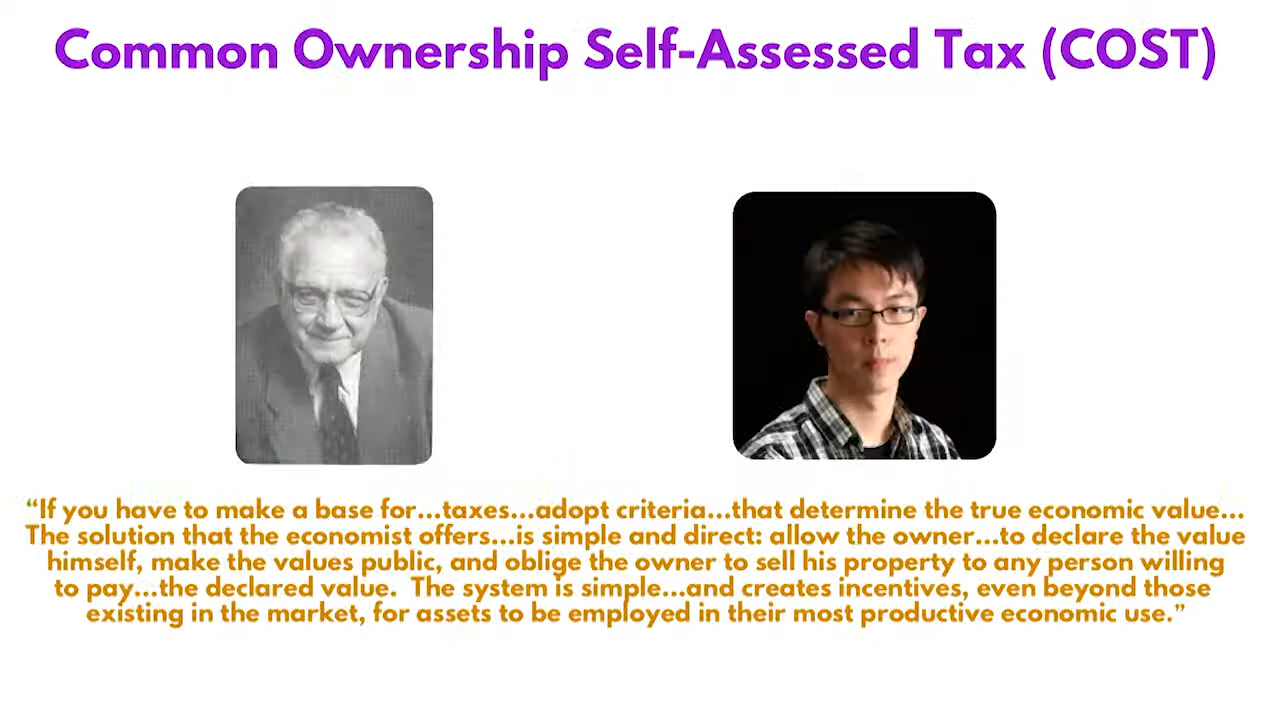 Common Ownership Self-Assessed Tax (COST)
“If you have to make a base for...taxes...adopt criteria...that determine the true economic value...
The solution that the economist offers...is simple and direct: allow the owner...to declare the value
himself, make the values public, and oblige the owner to sell his property to any person willing
to pay...the declared value.  The system is simple...and creates incentives, even beyond those
existing in the market, for assets to be employed in their most productive economic use.”